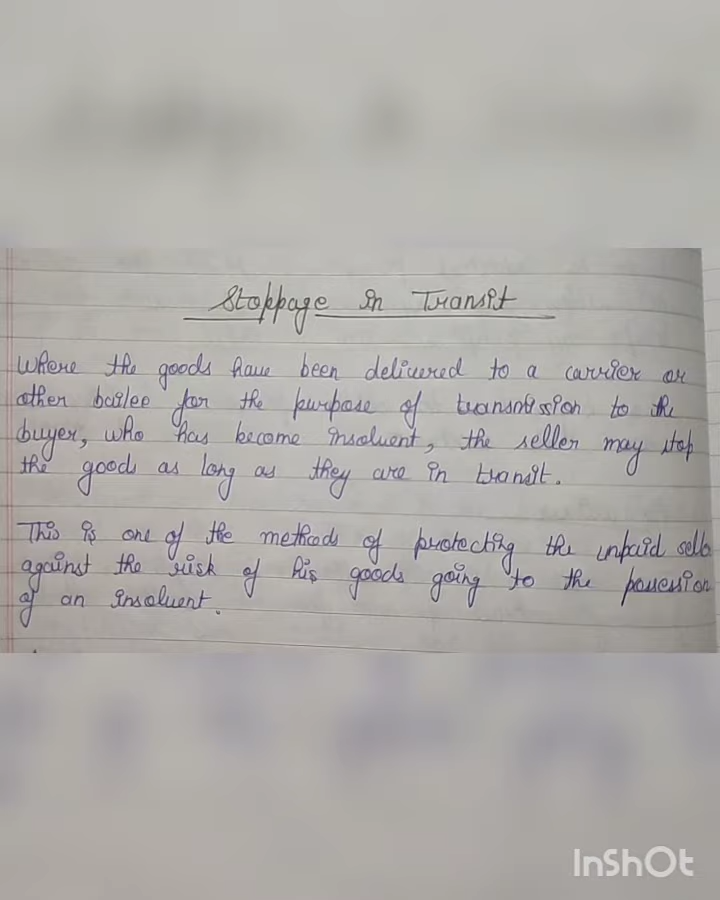 Stoppage in Transit
Where the goods have been delivered to a carrier or
other bailee for the purpose of transmission to the
buyer, who has become insolvent, the seller may stop
the goods as long as they are in transit.
This is one of the methods of protecting the unpaid seller
against the risk of his goods going to the possession
of an insolvent.
InShOt